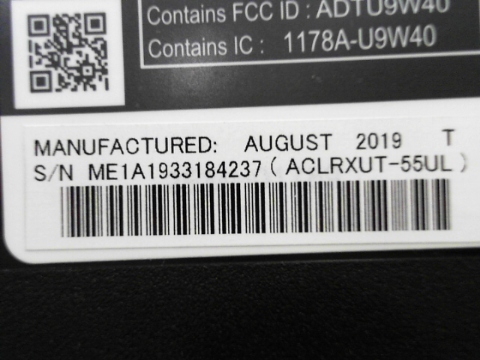 Contains FCC ID : ADTU9W40
Contains IC : 1178A-U9W40
MANUFACTURED: AUGUST 2019 T
S/N ME1A1933184237 ( ACLRXUT-55UL )